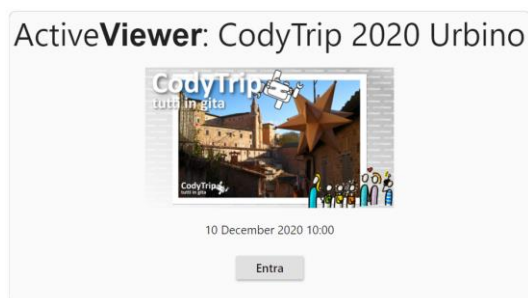 ActiveViewer: CodyTrip 2020 Urbino
CodyTrip
tutti in gita
CodyTrip
tutti in gita
10 December 2020 10:00
Entra